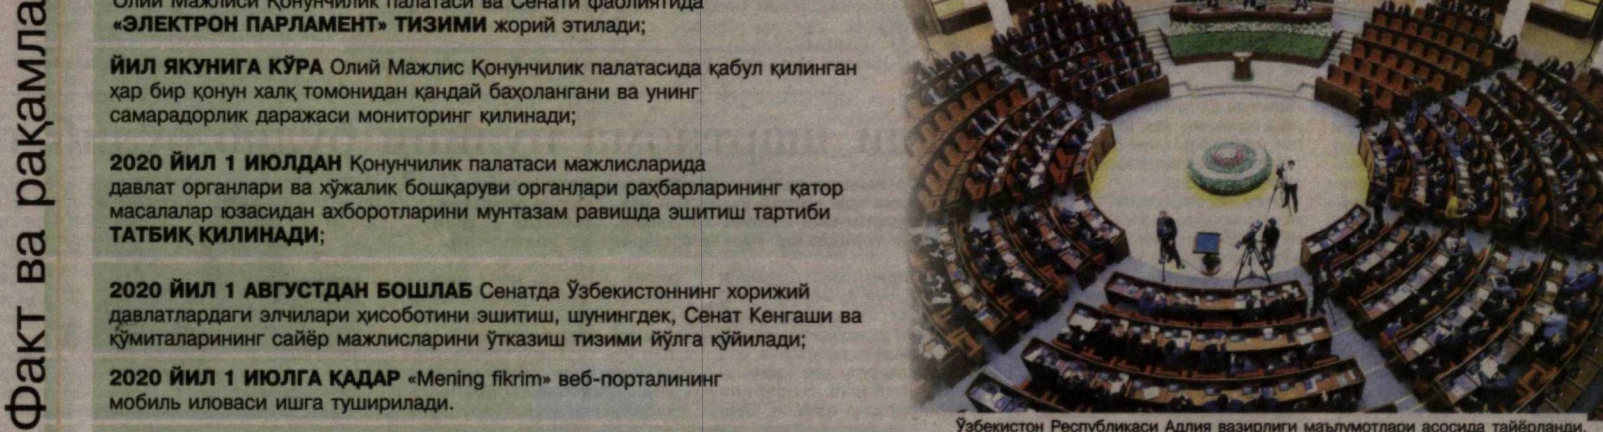 Факт ва рақамла
Олий Мажлиси Қонунчилик палатаси ва Сенати фаолиятида
«ЭЛЕКТРОН ПАРЛАМЕНТ» ТИЗИМИ жорий этилади;
ЙИЛ ЯКУНИГА КЎРА Олий Мажлис Қонунчилик палатасида қабул қилинган
ҳар бир қонун халқ томонидан қандай баҳолангани ва унинг
самарадорлик даражаси мониторинг қилинади;
2020 ЙИЛ 1 ИЮЛДАН Қонунчилик палатаси мажлисларида
давлат органлари ва хўжалик бошқаруви органлари раҳбарларининг қатор
масалалар юзасидан ахборотларини мунтазам равишда эшитиш тартиби
ТАТБИҚ ҚИЛИНАДИ;
2020 ЙИЛ 1 АВГУСТДАН БОШЛАБ Сенатда Ўзбекистоннинг хорижий
давлатлардаги элчилари ҳисоботини эшитиш, шунингдек, Сенат Кенгаши ва
қўмиталарининг сайёр мажлисларини ўтказиш тизими йўлга қўйилади;
2020 ЙИЛ 1 ИЮЛГА ҚАДАР «Mening fikrim» веб-порталининг
мобиль иловаси ишга туширилади.
Ўзбекистон Республикаси Адлия вазирлиги маълумотлари асосида тайёрланди.